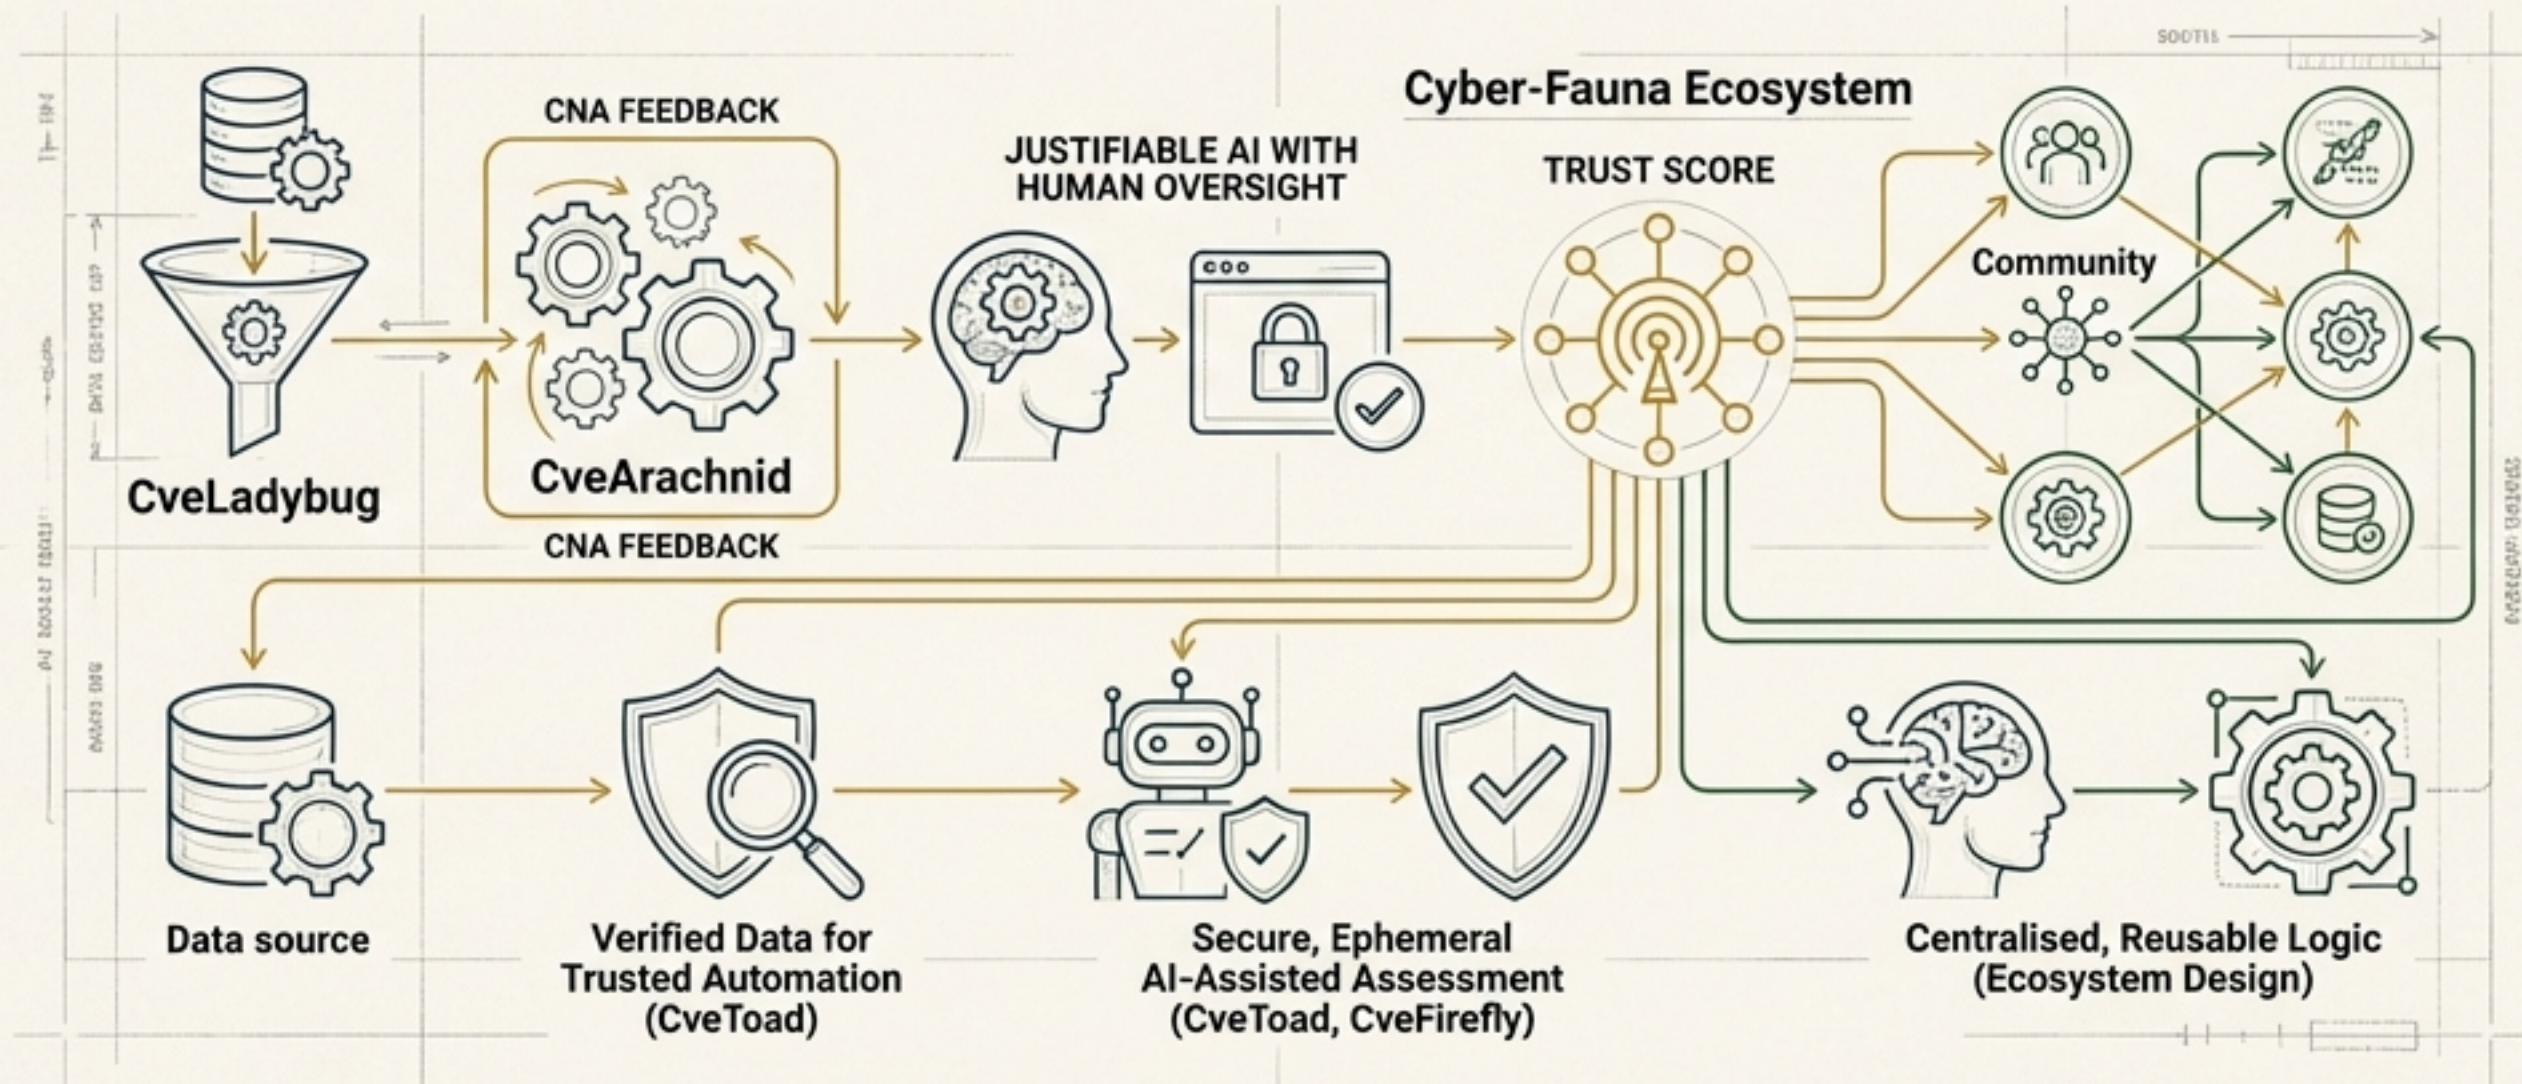 Cyber-Fauna Ecosystem
CNA FEEDBACK
JUSTIFIABLE AI WITH
HUMAN OVERSIGHT
TRUST SCORE
Community
CveLadybug
CveArachnid
CNA FEEDBACK
Data source
Verified Data for
Trusted Automation
(CveToad)
Secure, Ephemeral
AI-Assisted Assessment
(CveToad, CveFirefly)
Centralised, Reusable Logic
(Ecosystem Design)